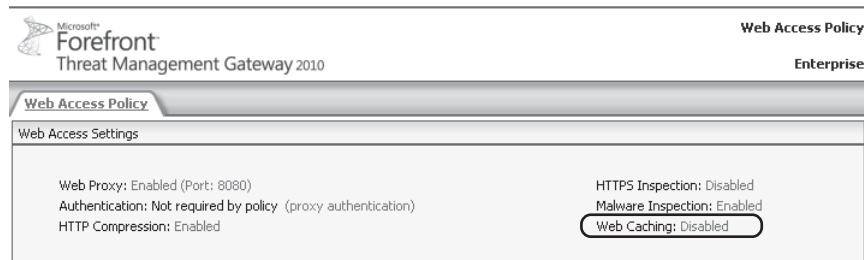 Microsoft®
Forefront™
Threat Management Gateway 2010
Web Access Policy
Enterprise
Web Access Policy
Web Access Settings
Web Proxy: Enabled (Port: 8080)
Authentication: Not required by policy (proxy authentication)
HTTP Compression: Enabled
HTTPS Inspection: Disabled
Malware Inspection: Enabled
Web Caching: Disabled